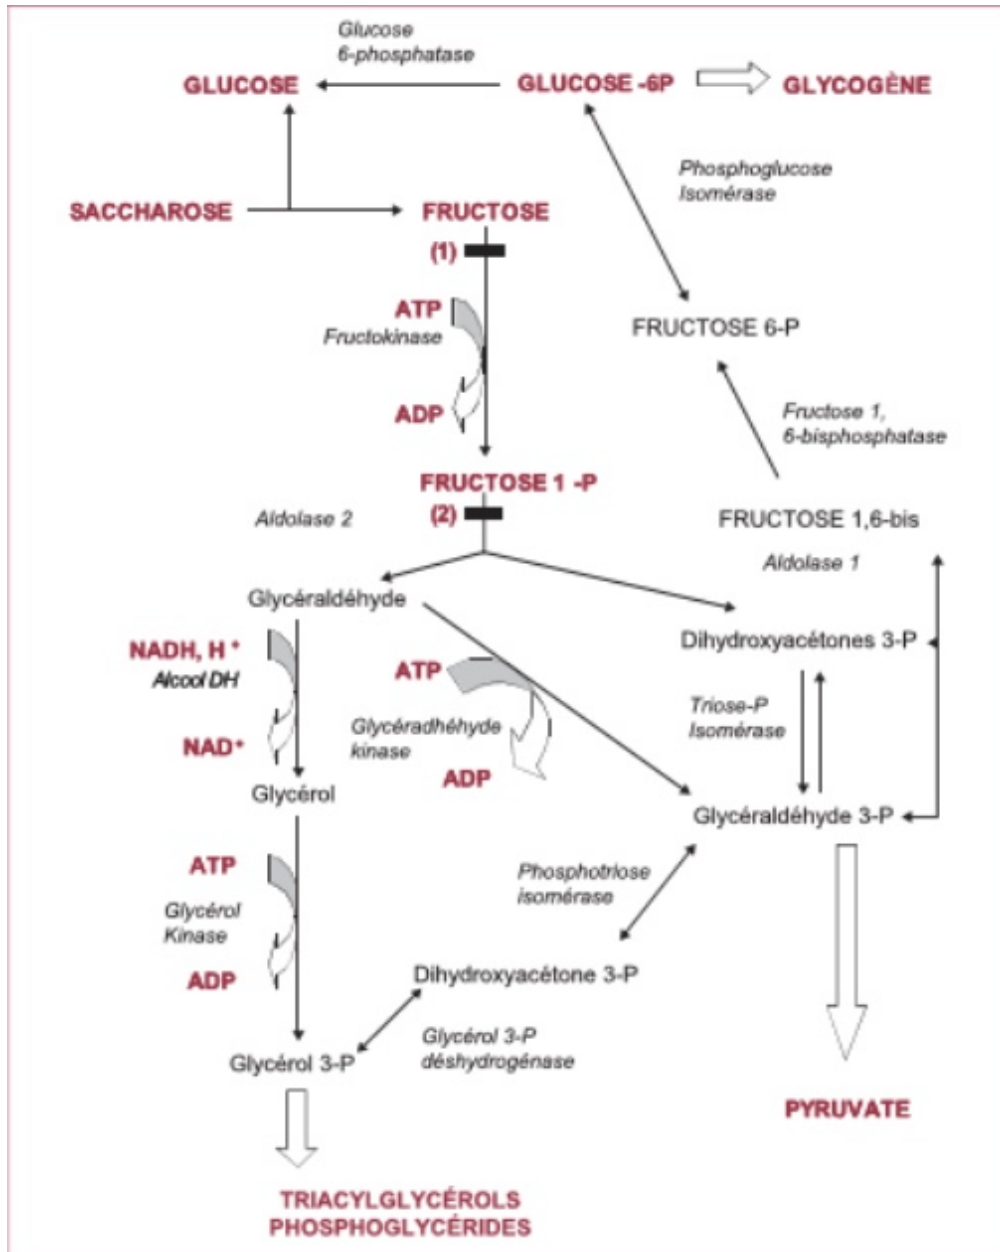 Glucose
6-phosphatase
GLUCOSE
GLUCOSE -6P
GLYCOGÈNE
Phosphoglucose
Isomérase
SACCHAROSE
FRUCTOSE
(1)
ATP
Fructokinase
ADP
FRUCTOSE 6-P
Fructose 1,
6-bisphosphatase
FRUCTOSE 1 -P
(2)
Aldolase 2
FRUCTOSE 1,6-bis
Aldolase 1
Glycéraldéhyde
Dihydroxyacétones 3-P
NADH, H +
Alcool DH
NAD+
ATP
Glycéradhéhyde
kinase
ADP
Triose-P
Isomérase
Glycérol
Glycéraldéhyde 3-P
ATP
Glycérol
Kinase
ADP
Phosphotriose
isomérase
Dihydroxyacétone 3-P
Glycérol 3-P
déshydrogénase
Glycérol 3-P
PYRUVATE
TRIACYLGLYCÉROLS
PHOSPHOGLYCÉRIDES